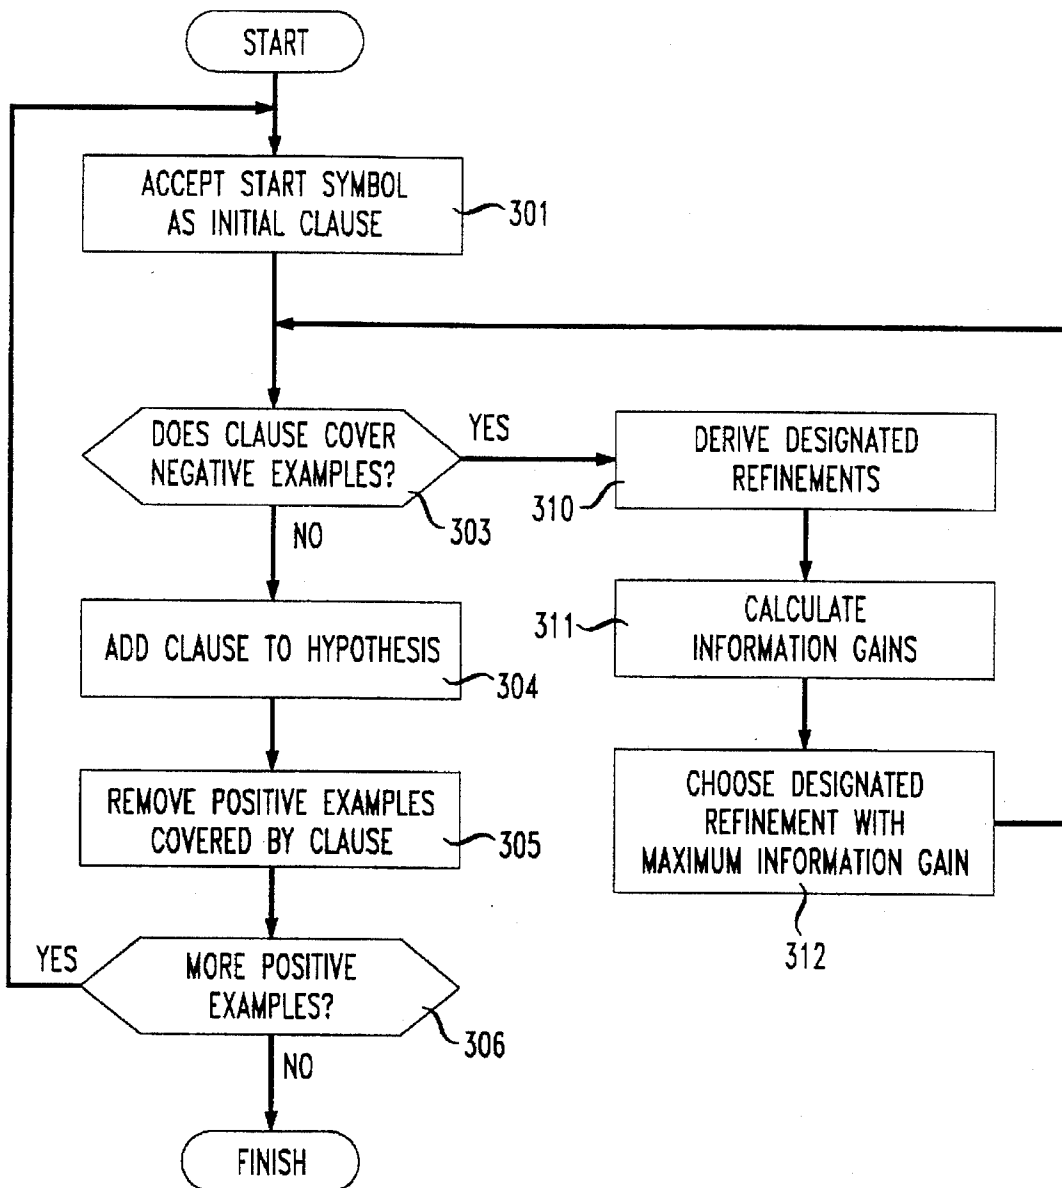 START
ACCEPT START SYMBOL
AS INITIAL CLAUSE
301
DOES CLAUSE COVER
NEGATIVE EXAMPLES?
303
YES
NO
DERIVE DESIGNATED
REFINEMENTS
310
CALCULATE
INFORMATION GAINS
311
CHOOSE DESIGNATED
REFINEMENT WITH
MAXIMUM INFORMATION GAIN
312
ADD CLAUSE TO HYPOTHESIS
304
REMOVE POSITIVE EXAMPLES
COVERED BY CLAUSE
305
YES
MORE POSITIVE
EXAMPLES?
306
NO
FINISH